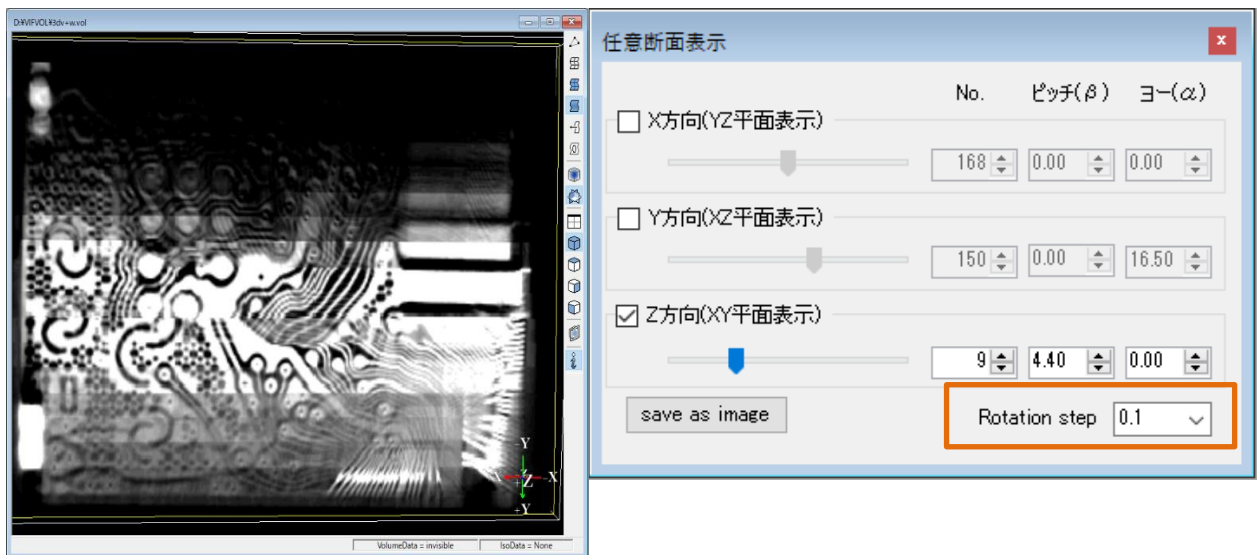 D:¥VIFVOL¥3dv+w.vol
-Y
X
Z
-X
+Y
VolumeData = invisible
IsoData = None
任意断面表示
No. ピッチ(β) ヨー(α)
X方向(YZ平面表示)
168 0.00 0.00
Y方向(XZ平面表示)
150 0.00 16.50
Z方向(XY平面表示)
9 4.40 0.00
save as image
Rotation step 0.1